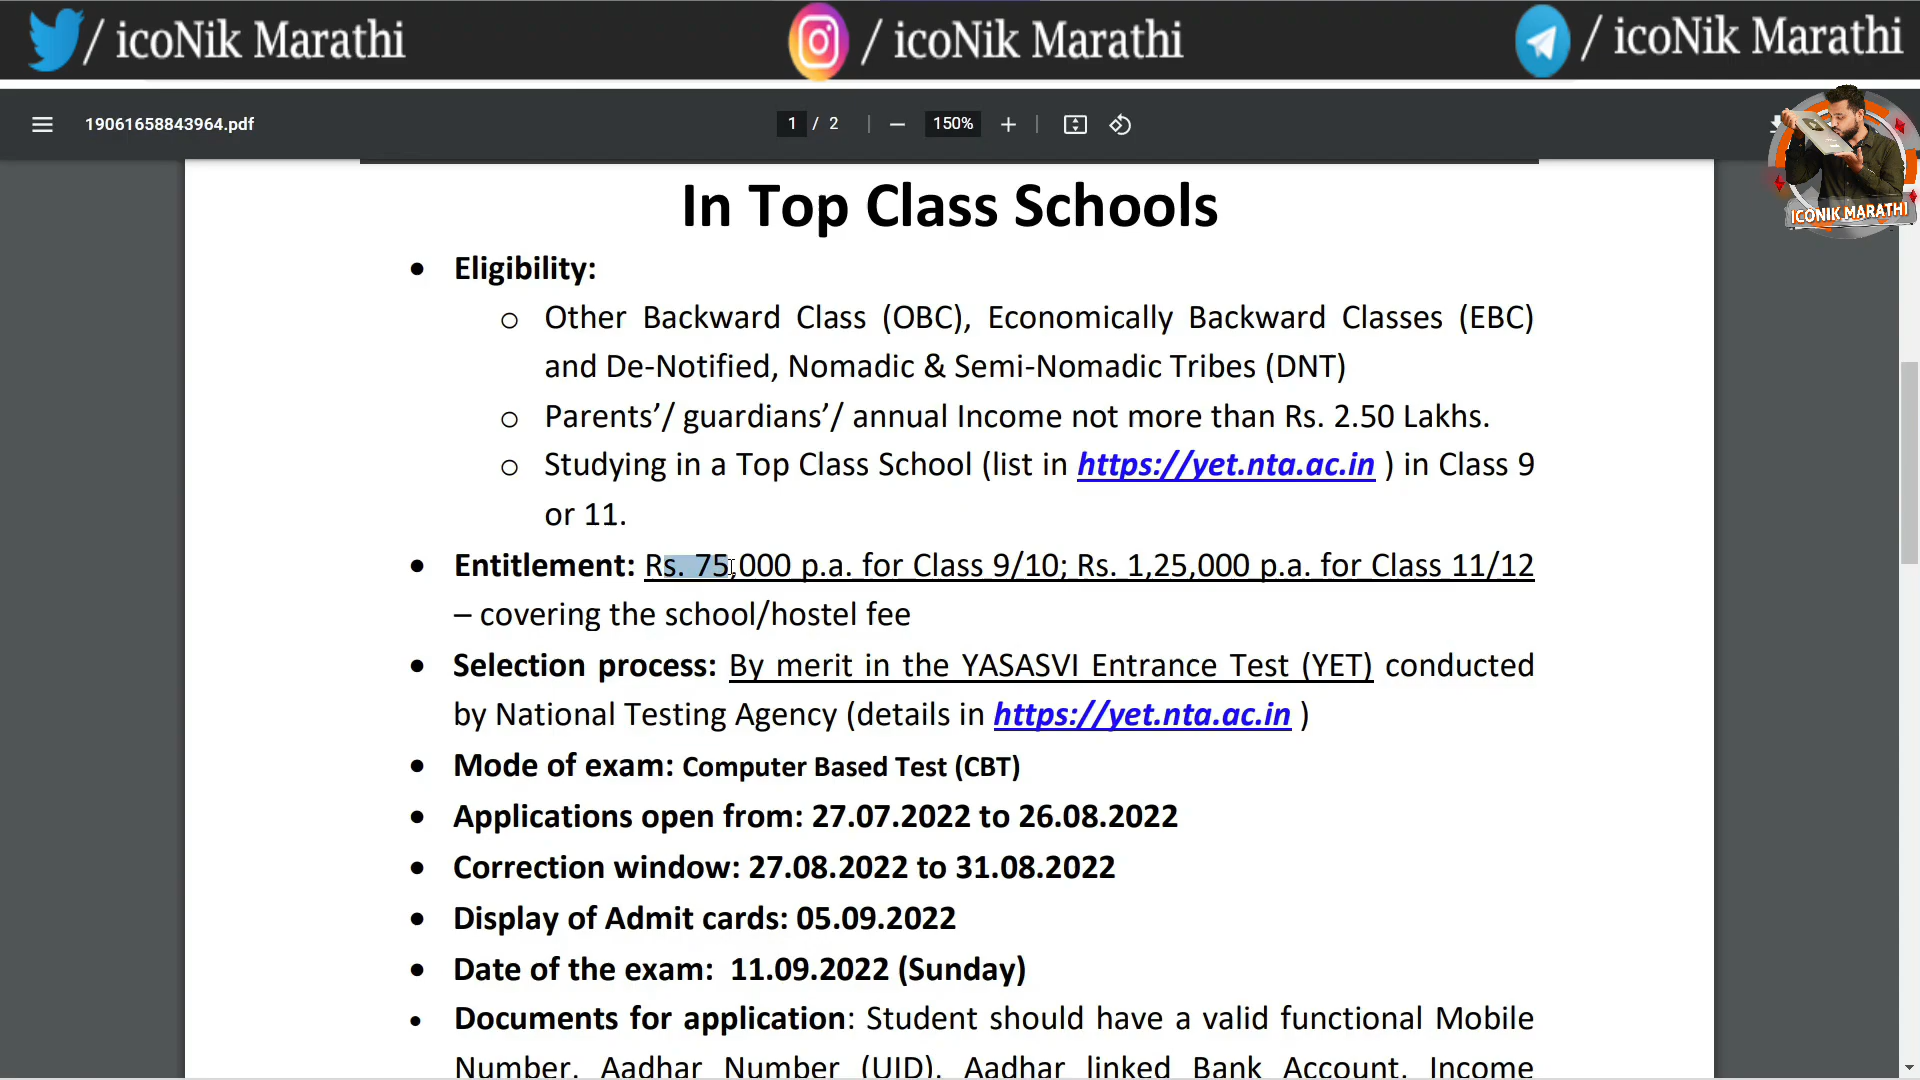 / icoNik Marathi / icoNik Marathi / icoNik Marathi
19061658843964.pdf 1 / 2 150%
ICONIK MARATHI
In Top Class Schools
• Eligibility:
o Other Backward Class (OBC), Economically Backward Classes (EBC)
and De-Notified, Nomadic & Semi-Nomadic Tribes (DNT)
o Parents’/ guardians’/ annual Income not more than Rs. 2.50 Lakhs.
o Studying in a Top Class School (list in https://yet.nta.ac.in ) in Class 9
or 11.
• Entitlement: Rs. 75,000 p.a. for Class 9/10; Rs. 1,25,000 p.a. for Class 11/12
– covering the school/hostel fee
• Selection process: By merit in the YASASVI Entrance Test (YET) conducted
by National Testing Agency (details in https://yet.nta.ac.in )
• Mode of exam: Computer Based Test (CBT)
• Applications open from: 27.07.2022 to 26.08.2022
• Correction window: 27.08.2022 to 31.08.2022
• Display of Admit cards: 05.09.2022
• Date of the exam: 11.09.2022 (Sunday)
• Documents for application: Student should have a valid functional Mobile
Number, Aadhar Number (UID), Aadhar linked Bank Account, Income